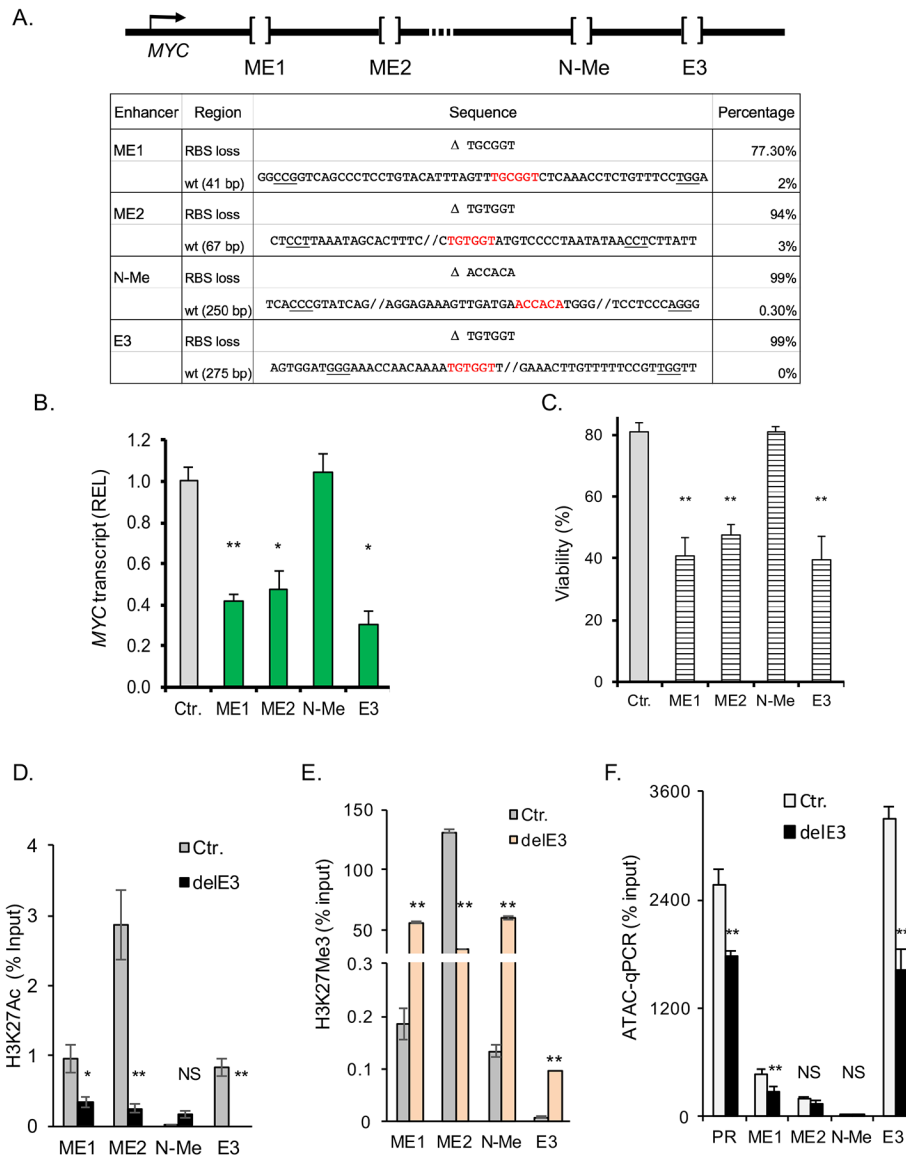 A.
MYC
ME1 ME2 N-Me E3
Enhancer Region Sequence Percentage
ME1 RBS loss Δ TGCGGT 77.30%
wt (41 bp) GGCCGGTCAGCCCTCCTGTACATTTAGTTTGCGGTCTCAAACCTCTGTTTCCTGGA 2%
ME2 RBS loss Δ TGTGGT 94%
wt (67 bp) CTCCTTAAATAGCACTTTC//CTGTGGTATGTCCCCTAATATAACCTCTTATT 3%
N-Me RBS loss Δ ACCACA 99%
wt (250 bp) TCACCCGTATCAG//AGGAGAAAGTTGATGAACCACATGGG//TCCTCCCAGGG 0.30%
E3 RBS loss Δ TGTGGT 99%
wt (275 bp) AGTGGATGGGAAACCAACAAAATGTGGTT//GAAACTTGTTTTTCCGTTGGTT 0%
B.
MYC transcript (REL)
1.2
1.0
0.8
0.6
0.4
0.2
0.0
** * *
Ctr. ME1 ME2 N-Me E3
C.
Viability (%)
80
60
40
20
0
** ** **
Ctr. ME1 ME2 N-Me E3
D.
H3K27Ac (% Input)
4
3
2
1
0
Ctr.
delE3
* ** NS **
ME1 ME2 N-Me E3
E.
H3K27Me3 (% input)
150
100
50
0.3
0.2
0.1
0
Ctr.
delE3
** ** ** **
ME1 ME2 N-Me E3
F.
ATAC-qPCR (% input)
3600
2400
1200
0
Ctr.
delE3
** ** NS NS **
PR ME1 ME2 N-Me E3